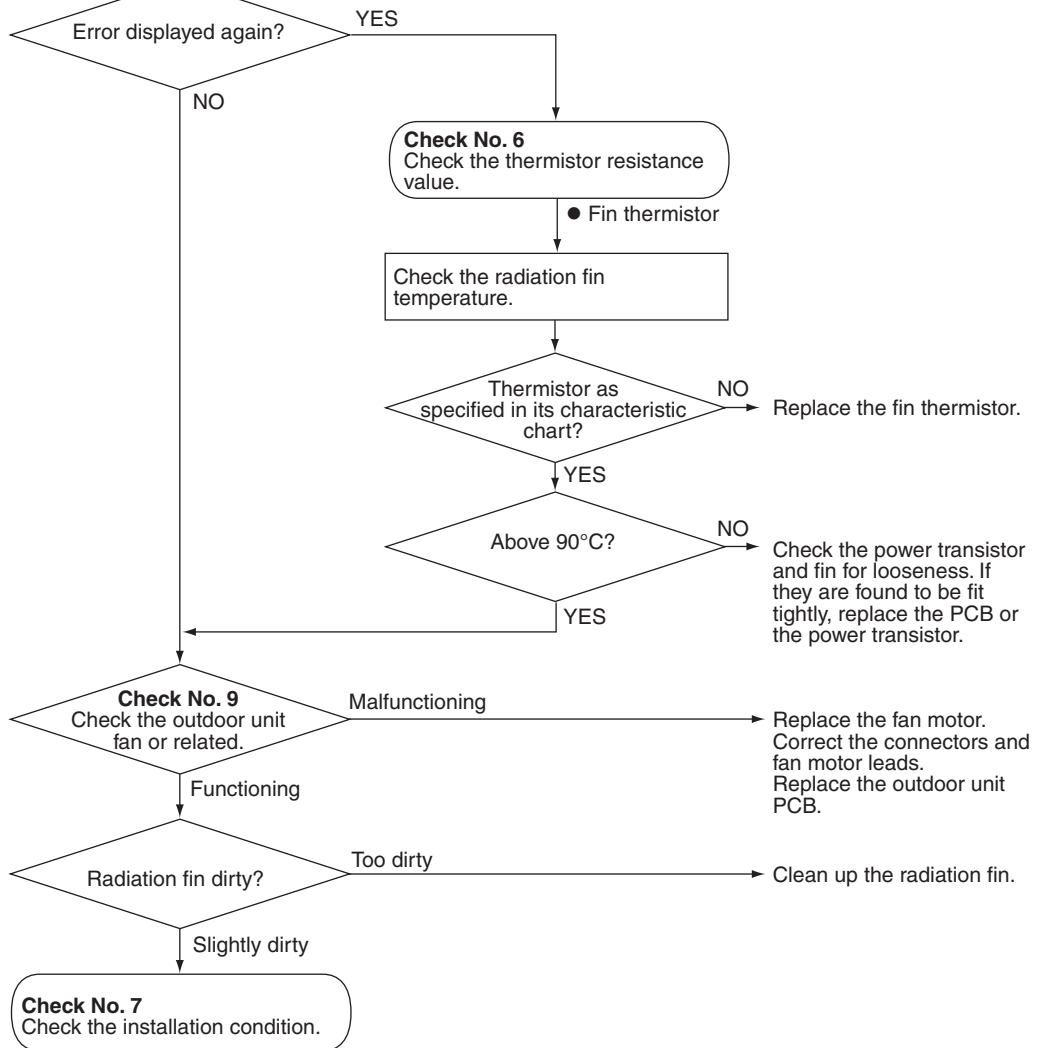 Error displayed again?
YES
NO
Check No. 6
Check the thermistor resistance
value.
● Fin thermistor
Check the radiation fin
temperature.
Thermistor as
specified in its characteristic
chart?
NO
Replace the fin thermistor.
YES
Above 90°C?
NO
Check the power transistor
and fin for looseness. If
they are found to be fit
tightly, replace the PCB or
the power transistor.
YES
Check No. 9
Check the outdoor unit
fan or related.
Malfunctioning
Replace the fan motor.
Correct the connectors and
fan motor leads.
Replace the outdoor unit
PCB.
Functioning
Radiation fin dirty?
Too dirty
Clean up the radiation fin.
Slightly dirty
Check No. 7
Check the installation condition.